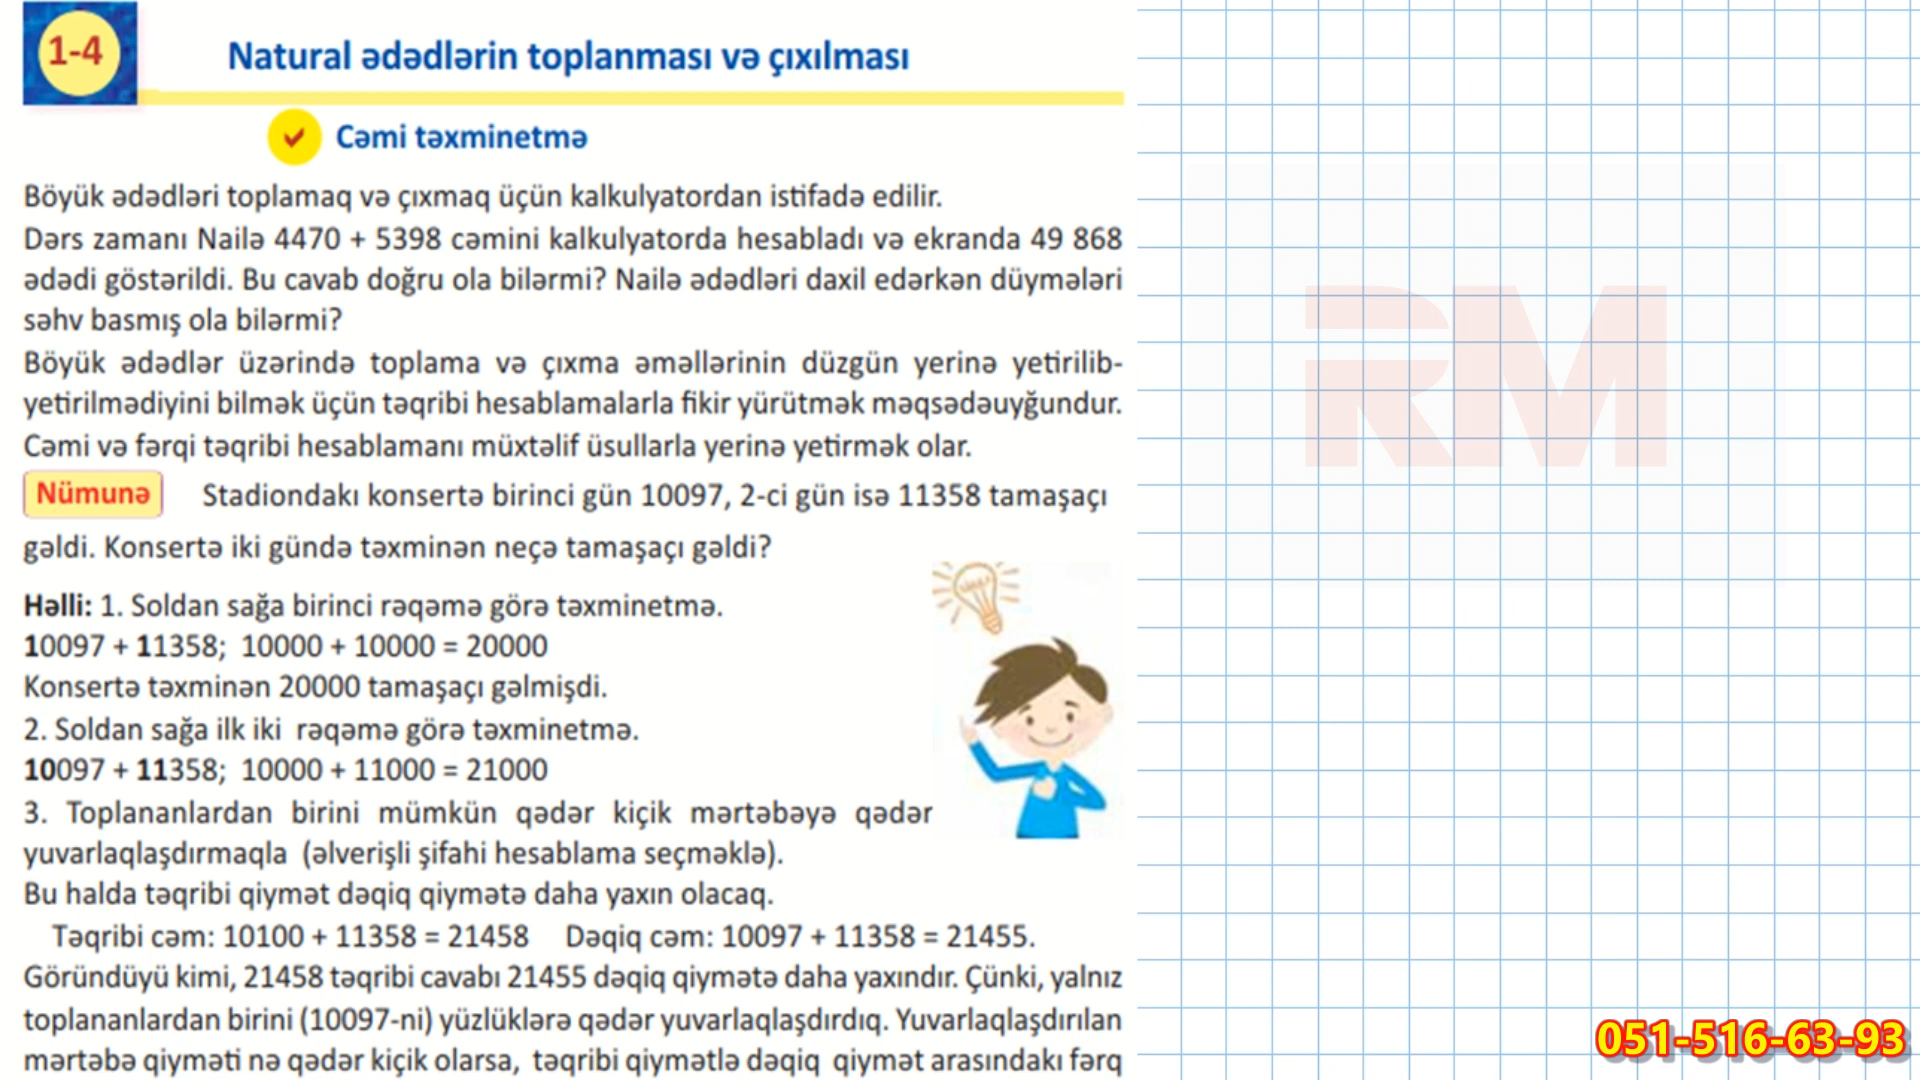 1-4
Natural ədədlərin toplanması və çıxılması
Cəmi təxminetmə
Böyük ədədləri toplamaq və çıxmaq üçün kalkulyatordan istifadə edilir.
Dərs zamanı Nailə 4470 + 5398 cəmini kalkulyatorda hesabladı və ekranda 49 868
ədədi göstərildi. Bu cavab doğru ola bilərmi? Nailə ədədləri daxil edərkən düymələri
səhv basmış ola bilərmi?
Böyük ədədlər üzərində toplama və çıxma əməllərinin düzgün yerinə yetirilib-
yetirilmədiyini bilmək üçün təqribi hesablamalarla fikir yürütmək məqsədəuyğundur.
Cəmi və fərqi təqribi hesablamanı müxtəlif üsullarla yerinə yetirmək olar.
Nümunə Stadiondakı konsertə birinci gün 10097, 2-ci gün isə 11358 tamaşaçı
gəldi. Konsertə iki gündə təxminən neçə tamaşaçı gəldi?
Həlli: 1. Soldan sağa birinci rəqəmə görə təxminetmə.
10097 + 11358; 10000 + 10000 = 20000
Konsertə təxminən 20000 tamaşaçı gəlmişdi.
2. Soldan sağa ilk iki rəqəmə görə təxminetmə.
10097 + 11358; 10000 + 11000 = 21000
3. Toplananlardan birini mümkün qədər kiçik mərtəbəyə qədər
yuvarlaqlaşdırmaqla (əlverişli şifahi hesablama seçməklə).
Bu halda təqribi qiymət dəqiq qiymətə daha yaxın olacaq.
Təqribi cəm: 10100 + 11358 = 21458 Dəqiq cəm: 10097 + 11358 = 21455.
Göründüyü kimi, 21458 təqribi cavabı 21455 dəqiq qiymətə daha yaxındır. Çünki, yalnız
toplananlardan birini (10097-ni) yüzlüklərə qədər yuvarlaqlaşdırdıq. Yuvarlaqlaşdırılan
mərtəbə qiyməti nə qədər kiçik olarsa, təqribi qiymətlə dəqiq qiymət arasındakı fərq
RM
051-516-63-93